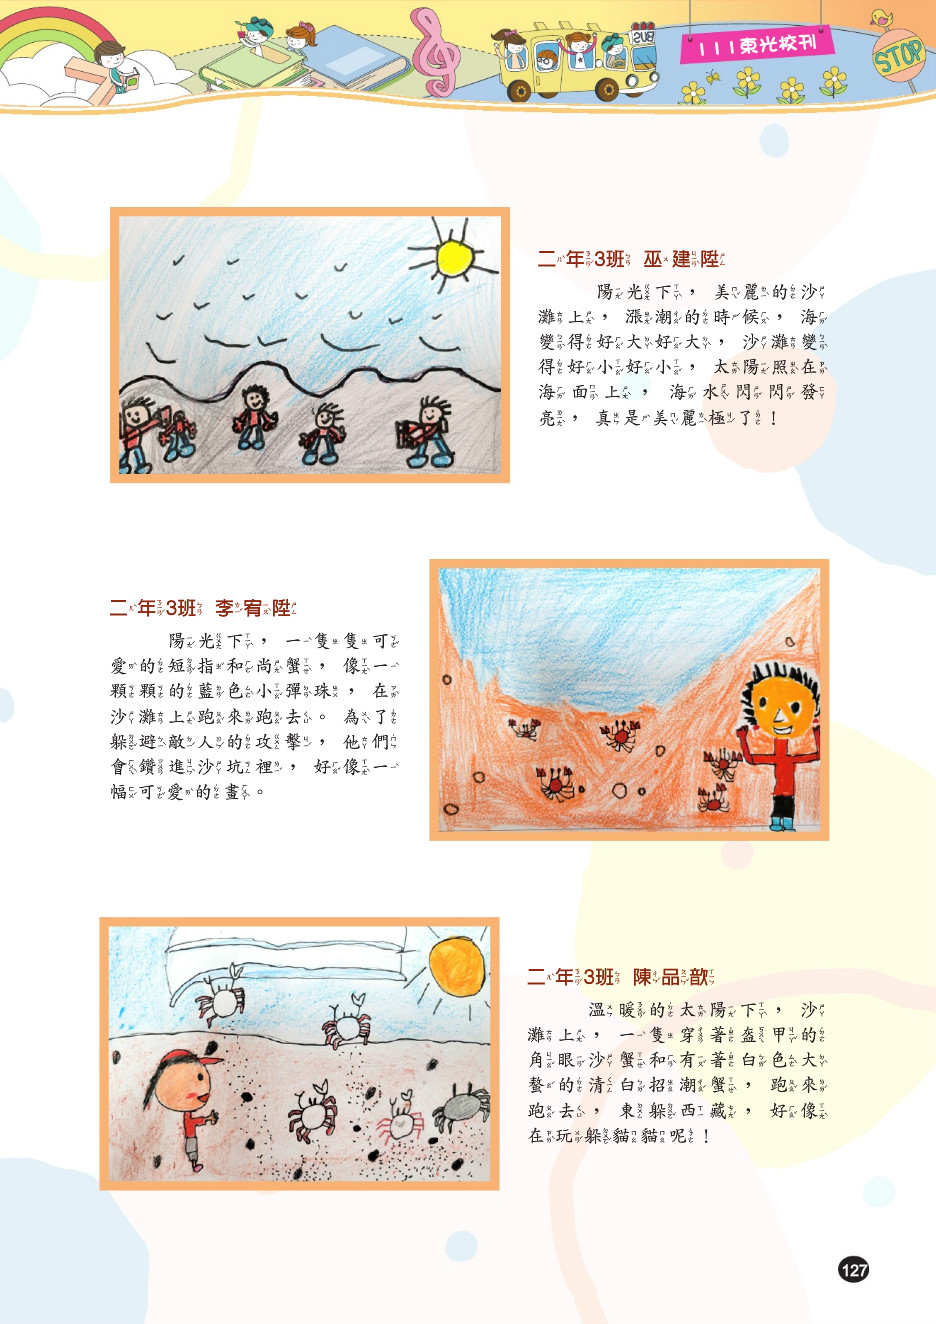 BUS
111東光校刊
STOP
二年3班 巫建陞
陽光下，美麗的沙
灘上，漲潮的時候，海
變得好大好大，沙灘變
得好小好小，太陽照在
海面上，海水閃閃發
亮，真是美麗極了！
二年3班 李宥陞
陽光下，一隻隻可
愛的短指和尚蟹，像一
顆顆的藍色小彈珠，在
沙灘上跑來跑去。為了
躲避敵人的攻擊，他們
會鑽進沙坑裡，好像一
幅可愛的畫。
二年3班 陳品歆
溫暖的太陽下，沙
灘上，一隻穿著盔甲的
角眼沙蟹和有著白色大
螯的清白招潮蟹，跑來
跑去，東躲西藏，好像
在玩躲貓貓呢！
127